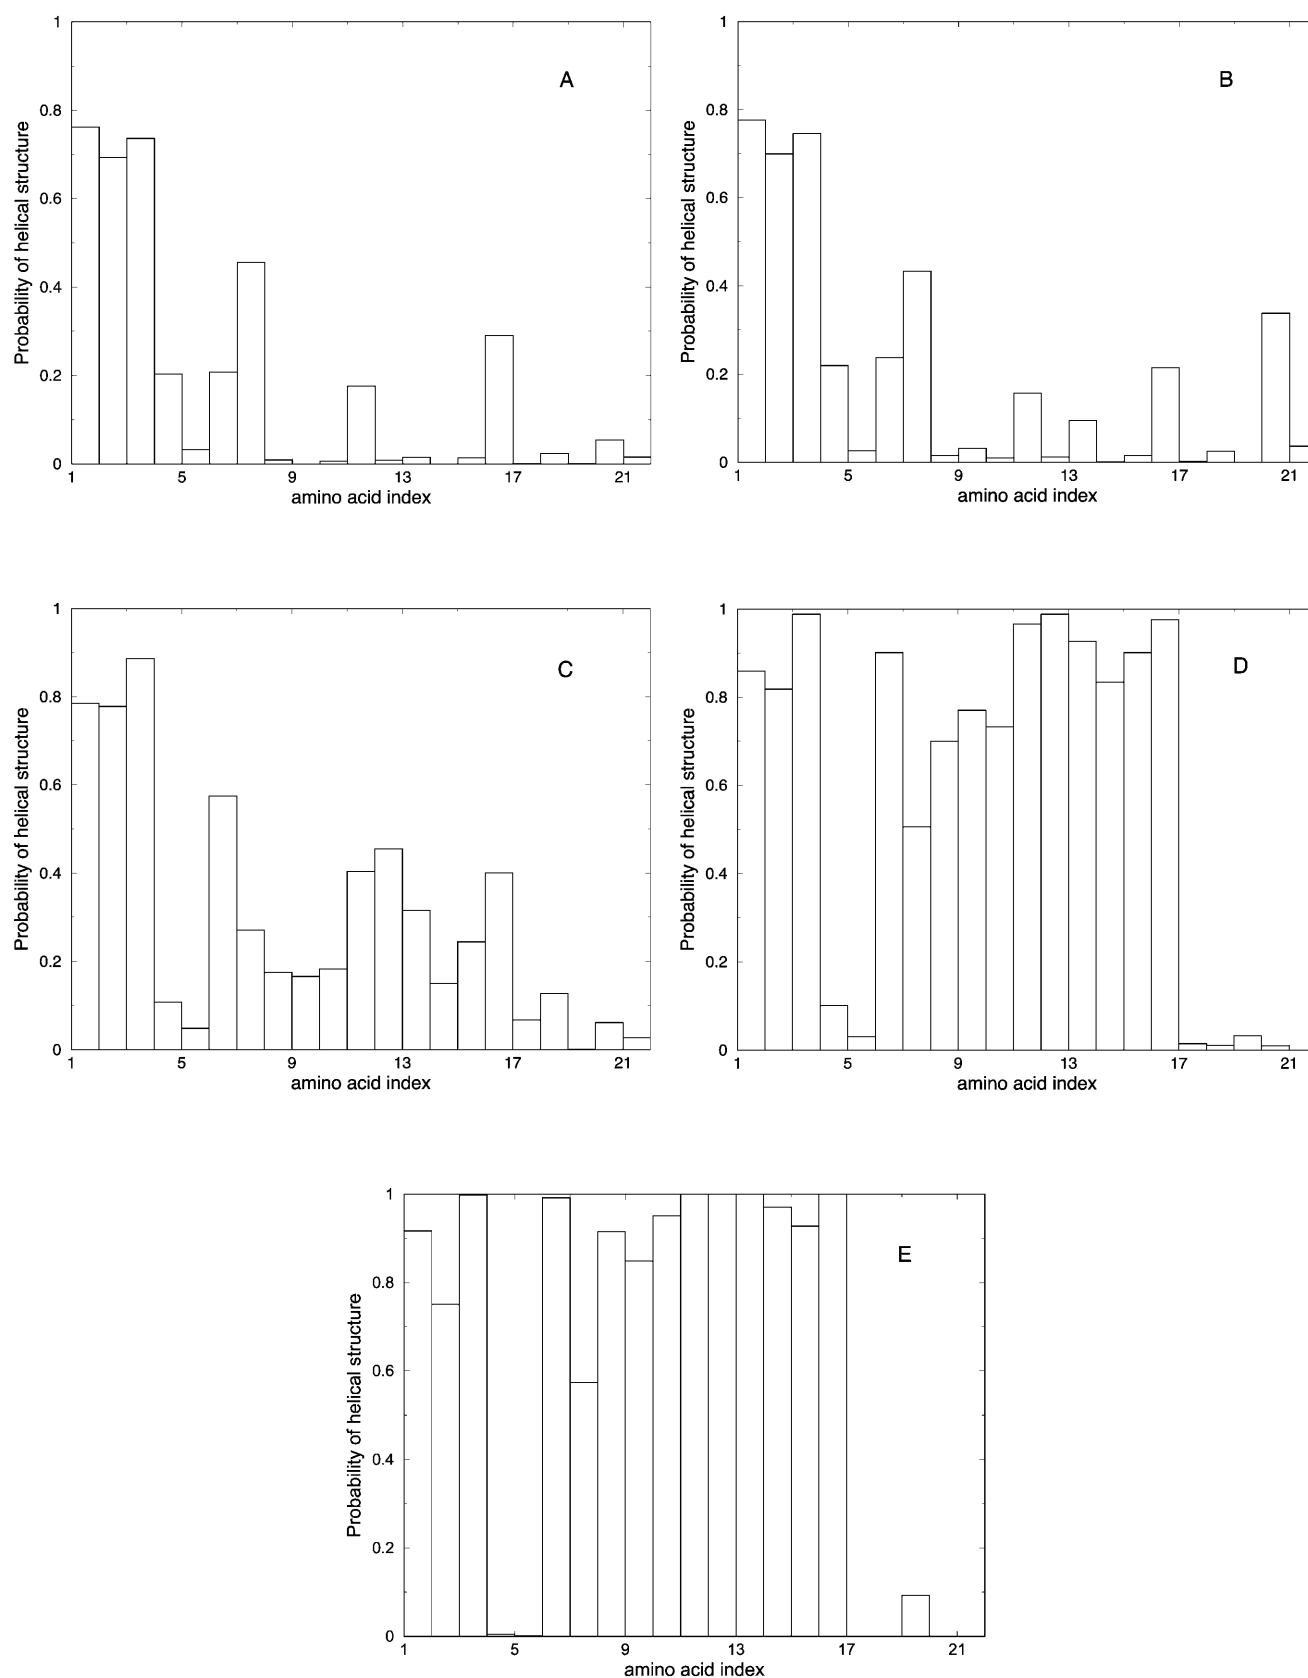 1
A
0.8
0.6
0.4
0.2
0
Probability of helical structure
1 5 9 13 17 21
amino acid index
1
B
0.8
0.6
0.4
0.2
0
Probability of helical structure
1 5 9 13 17 21
amino acid index
1
C
0.8
0.6
0.4
0.2
0
Probability of helical structure
1 5 9 13 17 21
amino acid index
1
D
0.8
0.6
0.4
0.2
0
Probability of helical structure
1 5 9 13 17 21
amino acid index
1
E
0.8
0.6
0.4
0.2
0
Probability of helical structure
1 5 9 13 17 21
amino acid index